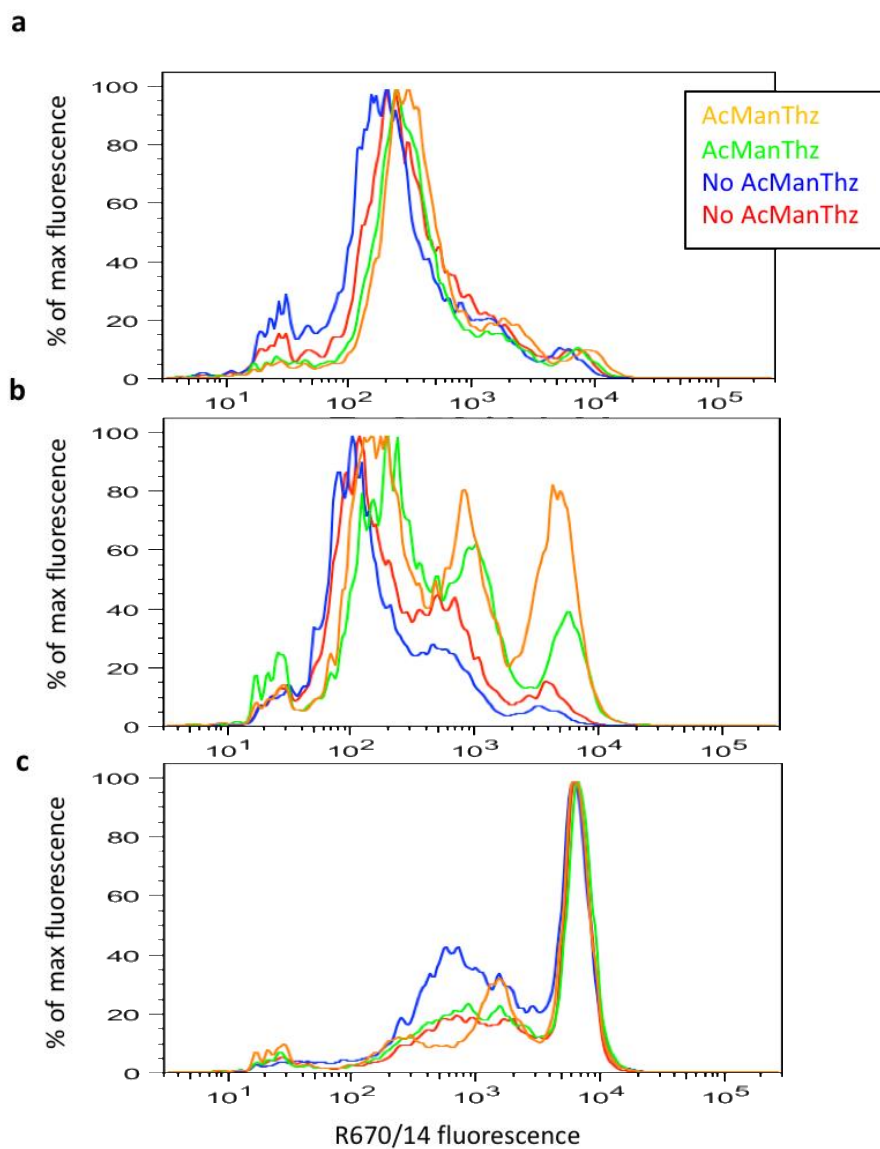 a
% of max fluorescence
100
80
60
40
20
0
10¹ 10² 10³ 10⁴ 10⁵
AcManThz
AcManThz
No AcManThz
No AcManThz
b
% of max fluorescence
100
80
60
40
20
0
10¹ 10² 10³ 10⁴ 10⁵
c
% of max fluorescence
100
80
60
40
20
0
10¹ 10² 10³ 10⁴ 10⁵
R670/14 fluorescence